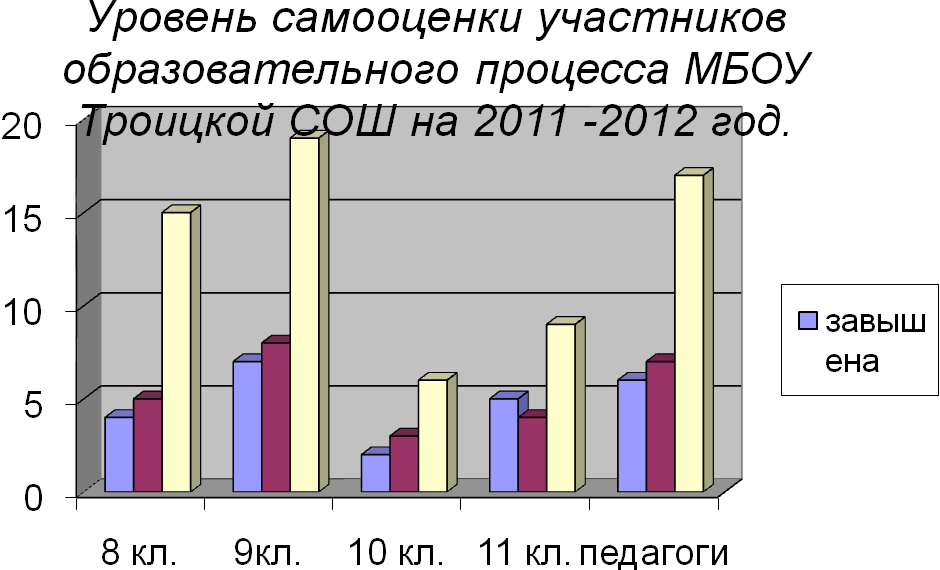 Уровень самооценки участников
образовательного процесса МБОУ
Троицкой СОШ на 2011 -2012 год.
20
15
10
5
0
завыш
ена
8 кл.
9кл.
10 кл.
11 кл.
педагоги